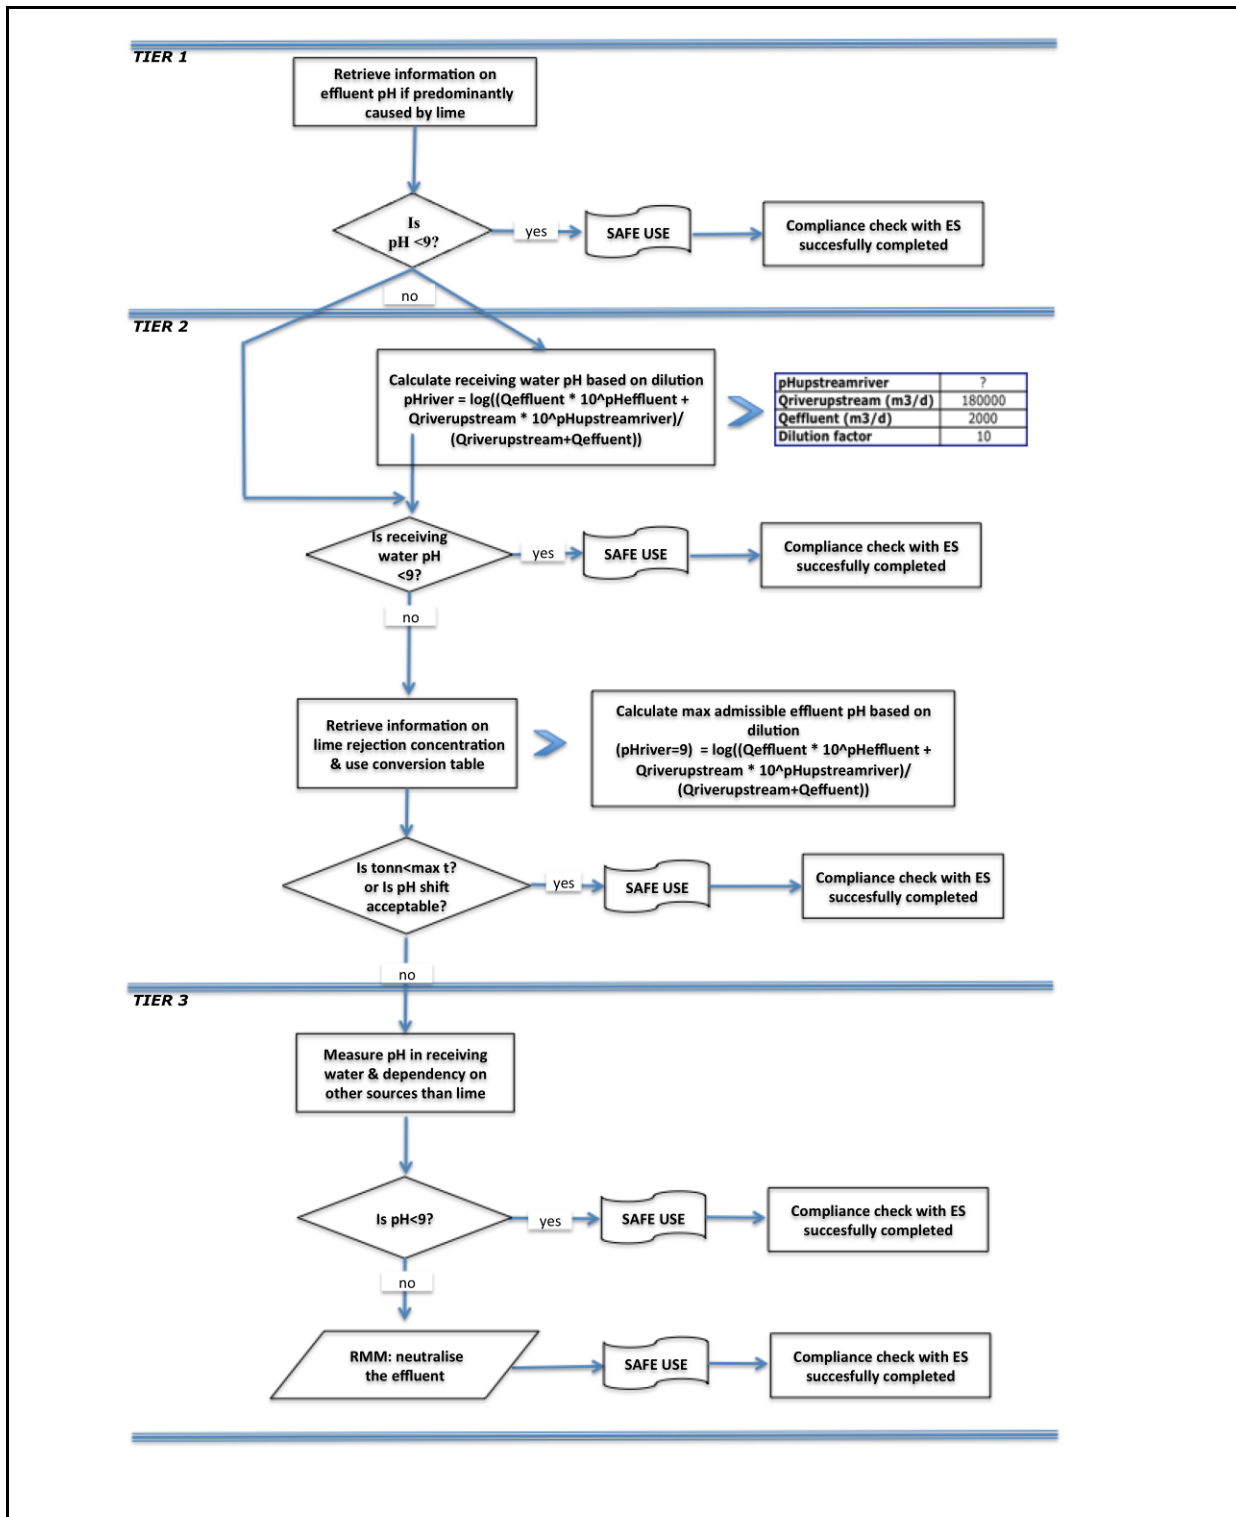 TIER 1
Retrieve information on
effluent pH if predominantly
caused by lime
Is
pH <9?
yes
SAFE USE
Compliance check with ES
succesfully completed
no
TIER 2
Calculate receiving water pH based on dilution
pHriver = log((Qeffluent * 10^pHeffluent +
Qriverupstream * 10^pHupstreamriver)/
(Qriverupstream+Qeffuent))
pHupstreamriver ?
Qriverupstream (m3/d) 180000
Qeffluent (m3/d) 2000
Dilution factor 10
Is receiving
water pH
<9?
yes
SAFE USE
Compliance check with ES
succesfully completed
no
Retrieve information on
lime rejection concentration
& use conversion table
Calculate max admissible effluent pH based on
dilution
(pHriver=9) = log((Qeffluent * 10^pHeffluent +
Qriverupstream * 10^pHupstreamriver)/
(Qriverupstream+Qeffuent))
Is tonn<max t?
or Is pH shift
acceptable?
yes
SAFE USE
Compliance check with ES
succesfully completed
no
TIER 3
Measure pH in receiving
water & dependency on
other sources than lime
Is pH<9?
yes
SAFE USE
Compliance check with ES
succesfully completed
no
RMM: neutralise
the effluent
SAFE USE
Compliance check with ES
succesfully completed